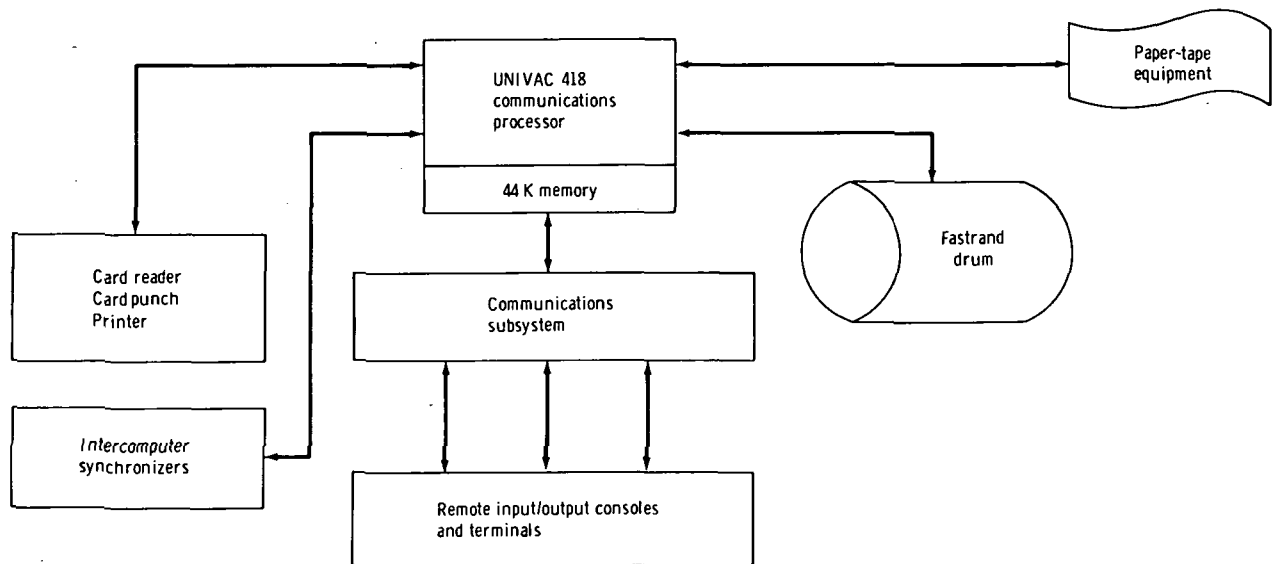 UNIVAC 418
communications
processor
44 K memory
Paper-tape
equipment
Fastrand
drum
Card reader
Card punch
Printer
Communications
subsystem
Intercomputer
synchronizers
Remote input/output consoles
and terminals